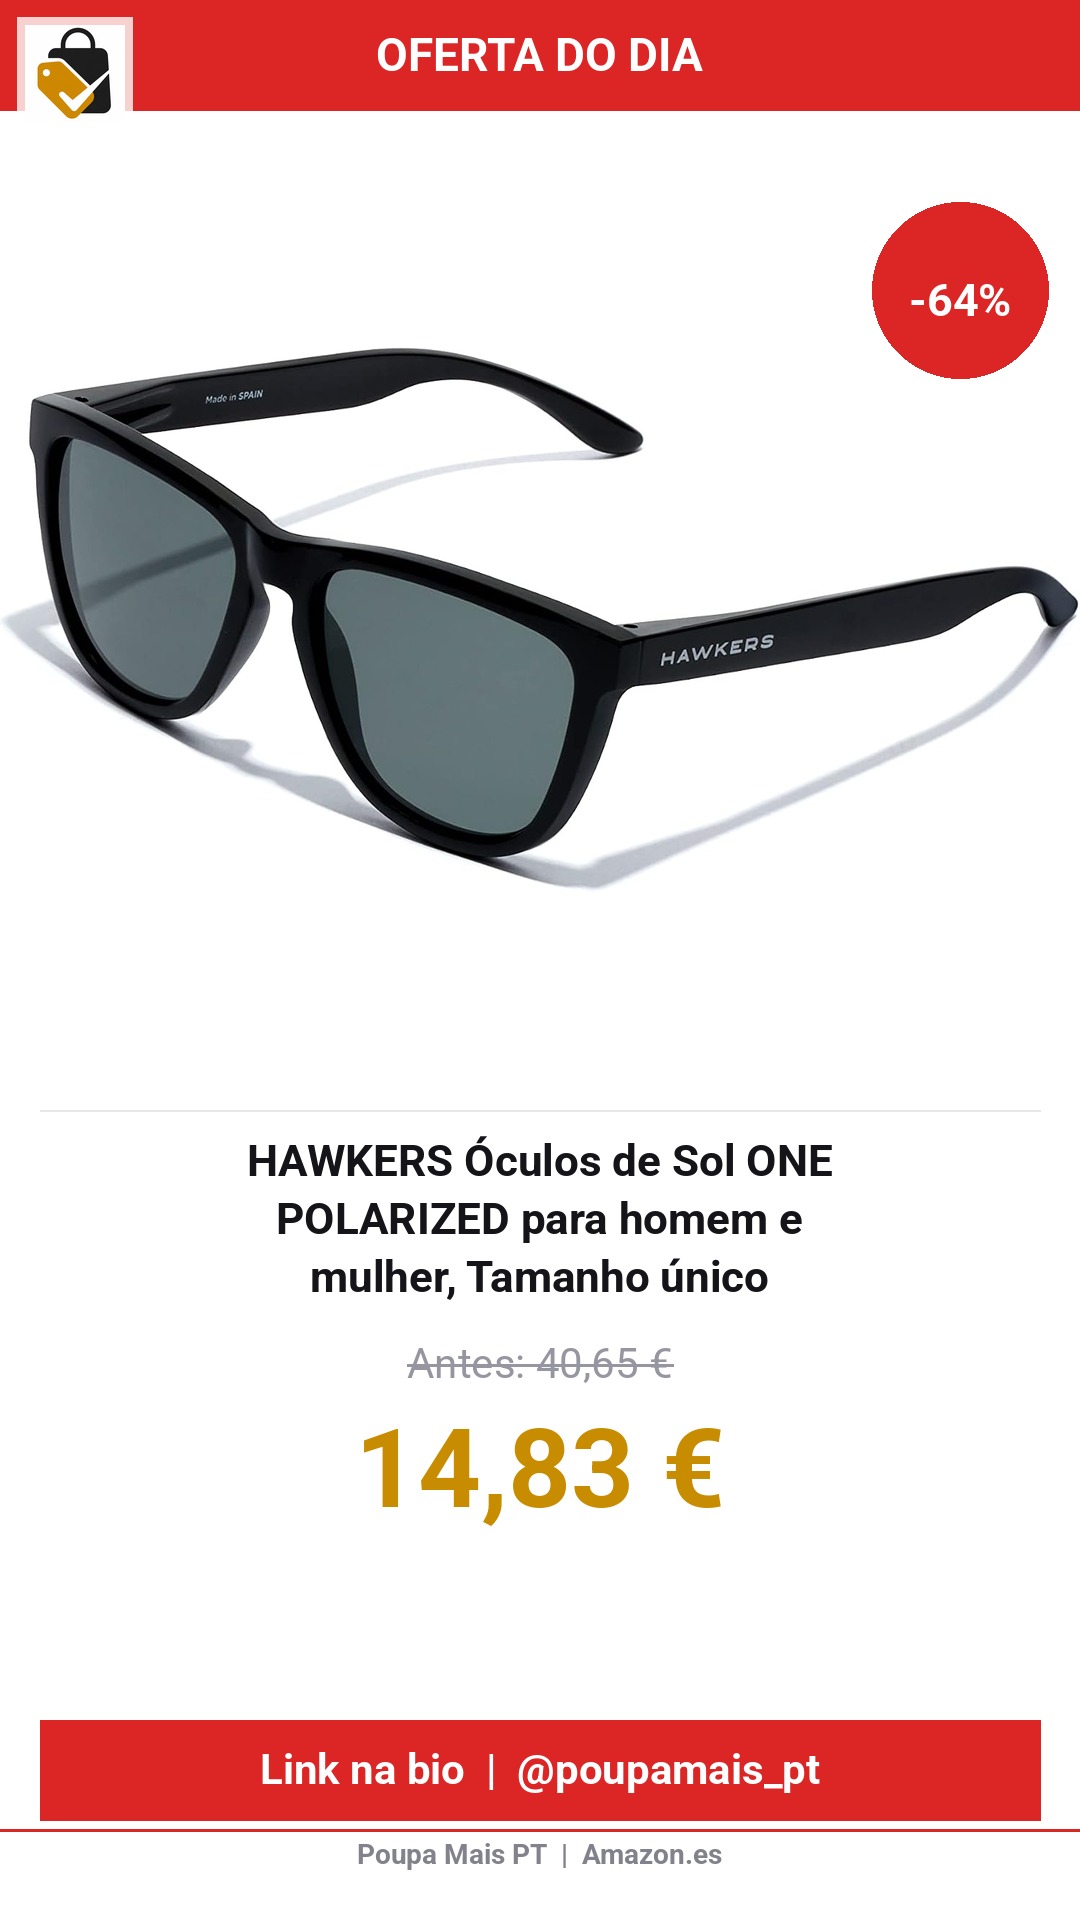 OFERTA DO DIA
-64%
Made in SPAIN
HAWKERS
HAWKERS Óculos de Sol ONE
POLARIZED para homem e
mulher, Tamanho único
Antes: 40,65 €
14,83 €
Link na bio | @poupamais_pt
Poupa Mais PT | Amazon.es